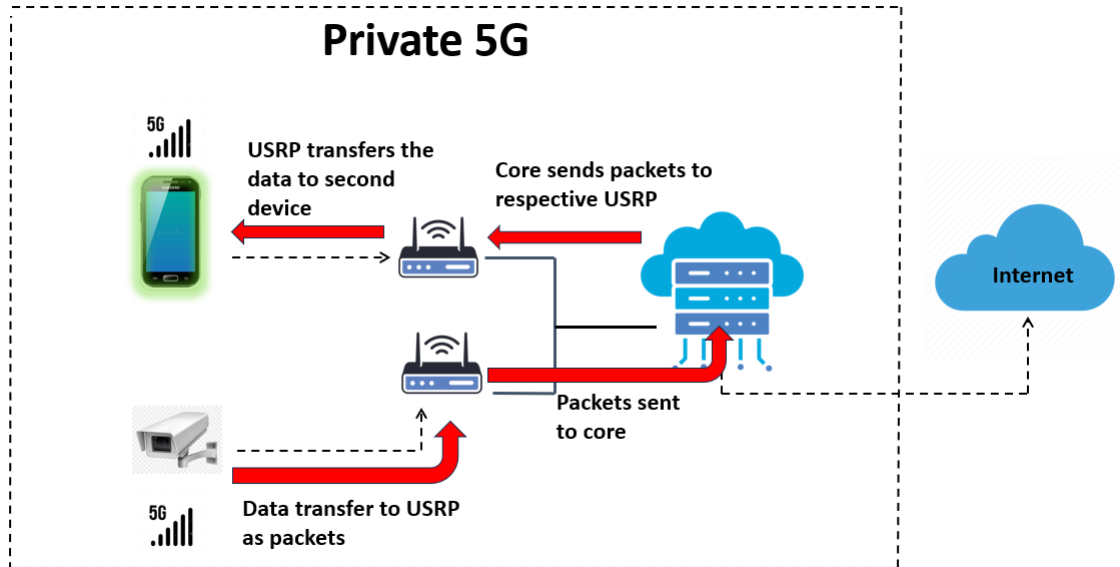 Private 5G
5G
USRP transfers the
data to second
device
Core sends packets to
respective USRP
SAMSUNG
Internet
Packets sent
to core
5G
Data transfer to USRP
as packets